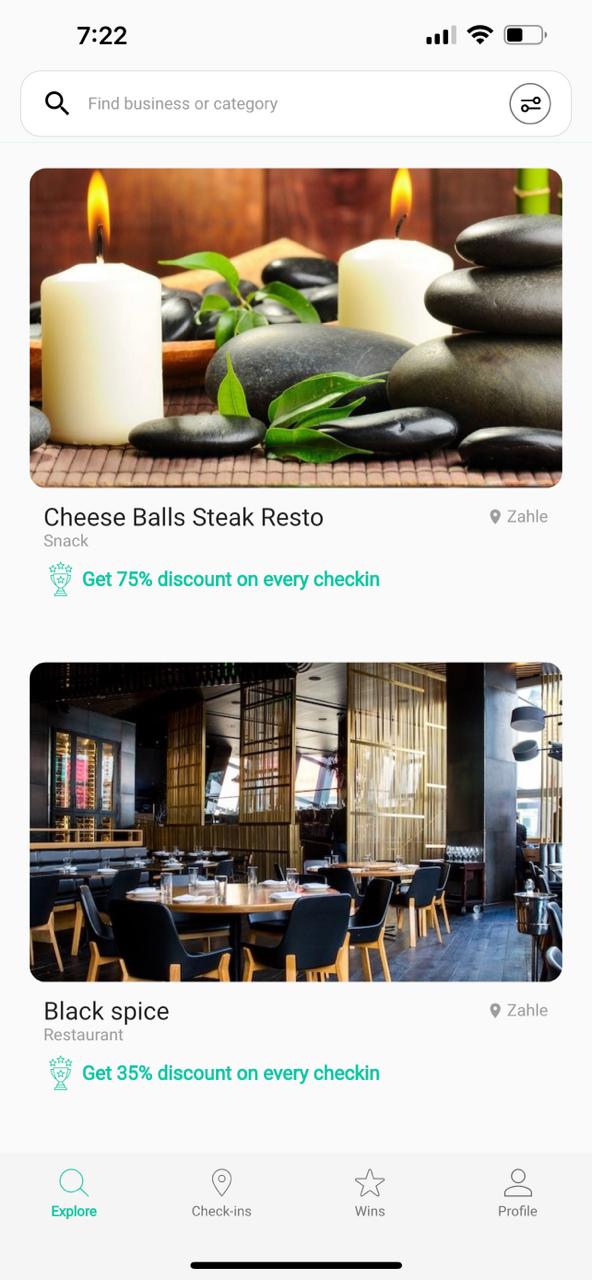 7:22
Find business or category
Cheese Balls Steak Resto
Zahle
Snack
Get 75% discount on every checkin
Black spice
Zahle
Restaurant
Get 35% discount on every checkin
Explore
Check-ins
Wins
Profile